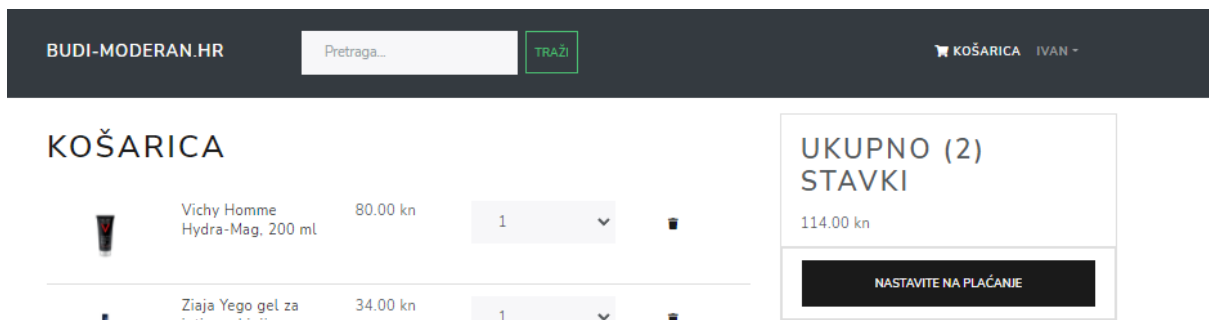 BUDI-MODERAN.HR
Pretraga...
TRAŽI
KOŠARICA
IVAN
KOŠARICA
Vichy Homme
Hydra-Mag, 200 ml
80.00 kn
1
Ziaja Yego gel za
34.00 kn
1
UKUPNO (2)
STAVKI
114.00 kn
NASTAVITE NA PLAĆANJE